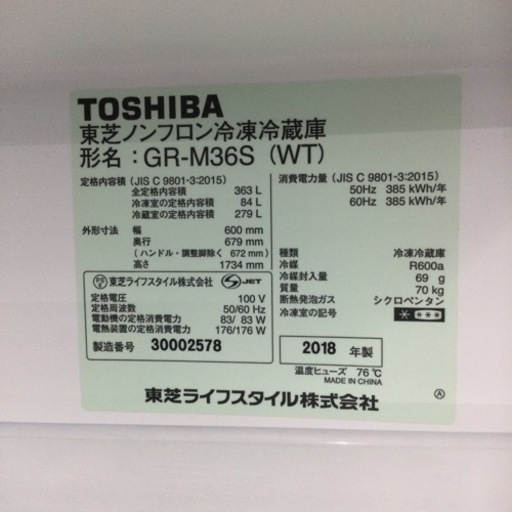 TOSHIBA
東芝ノンフロン冷凍冷蔵庫
形名：GR-M36S（WT）
定格内容積（JIS C 9801-3:2015）
全定格内容積 363 L
冷凍室の定格内容積 84 L
冷蔵室の定格内容積 279 L
外形寸法 幅 600 mm
奥行 679 mm
（ハンドル・調整脚除く 672 mm）
高さ 1734 mm
消費電力量（JIS C 9801-3:2015）
50Hz 385 kWh/年
60Hz 385 kWh/年
種類 冷凍冷蔵庫
冷媒 R600a
冷媒封入量 69 g
質量 70 kg
断熱発泡ガス シクロペンタン
冷凍室の記号 * ***
東芝ライフスタイル株式会社 S JET
定格電圧 100 V
定格周波数 50/60 Hz
電動機の定格消費電力 83/ 83 W
電熱装置の定格消費電力 176/176 W
製造番号 30002578
2018 年製
温度ヒューズ 76℃
MADE IN CHINA
東芝ライフスタイル株式会社
Ⓐ